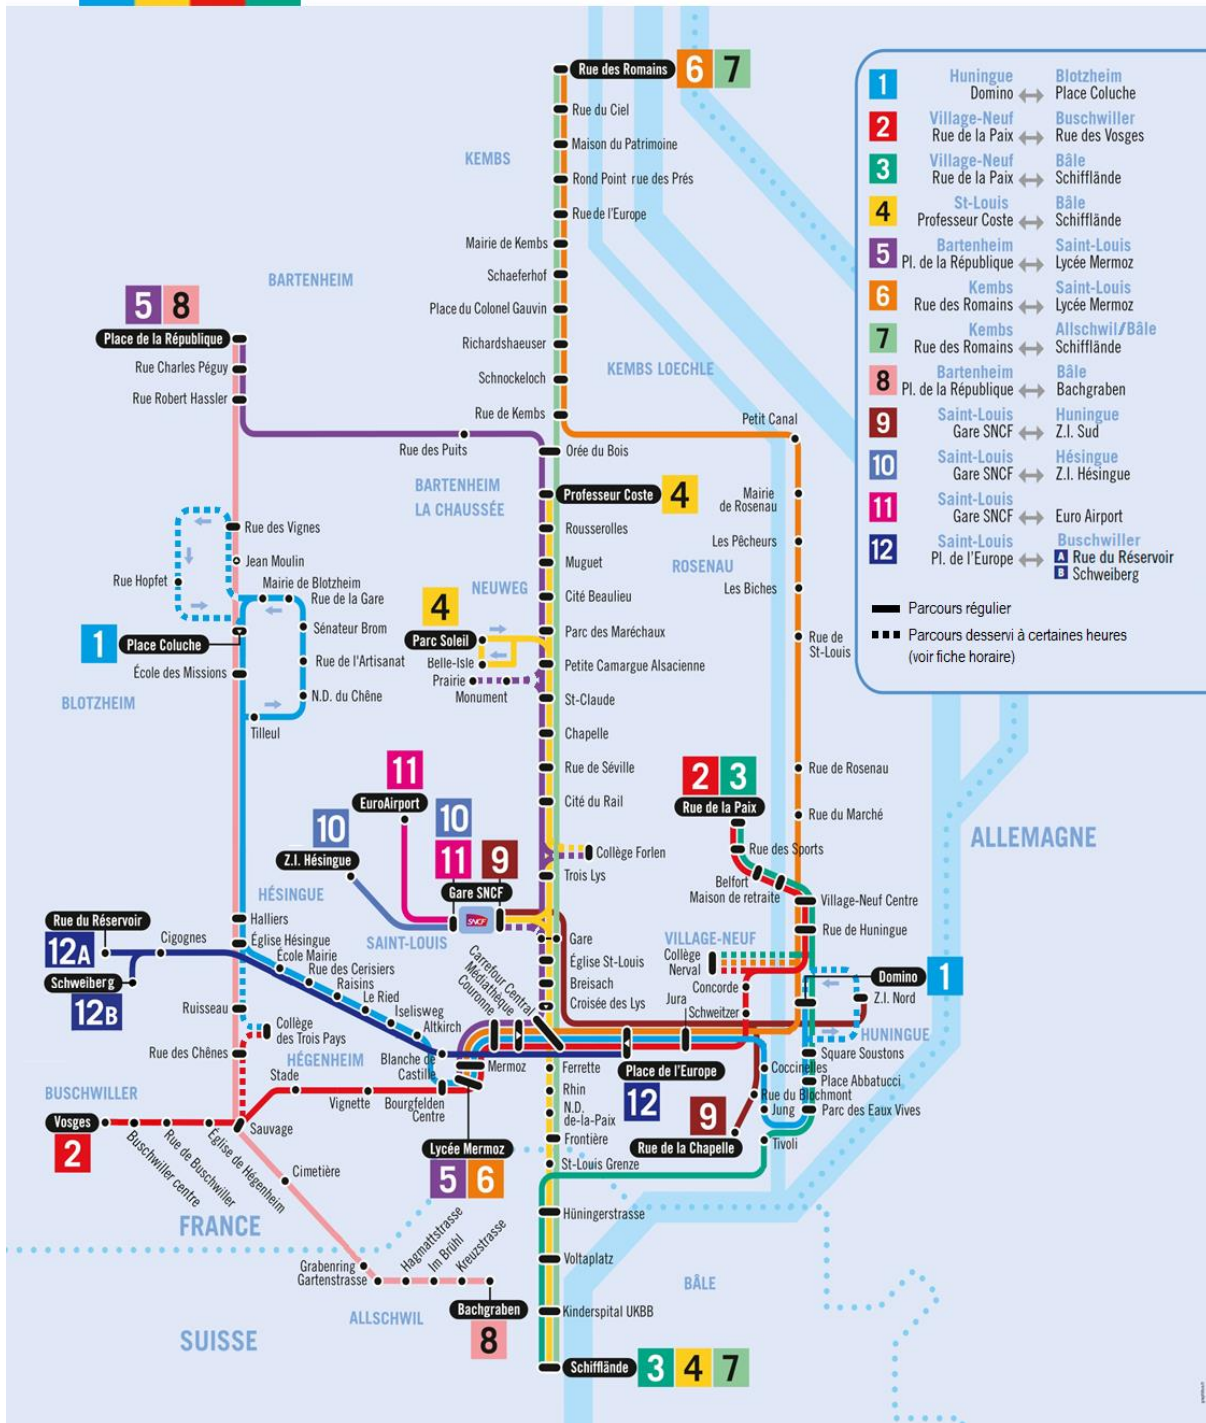 Rue des Romains 6 7
Rue du Ciel
Maison du Patrimoine
KEMBS
Rond Point rue des Prés
Rue de l'Europe
Mairie de Kembs
Schaeferhof
BARTENHEIM
Place du Colonel Gauvin
5 8
Place de la République
Richardshaeuser
Rue Charles Péguy
KEMBS LOECHLE
Schnockeloch
Rue Robert Hassler
Rue de Kembs
Petit Canal
Rue des Puits
Orée du Bois
BARTENHEIM
LA CHAUSSÉE
Professeur Coste 4
Mairie
de Rosenau
Rue des Vignes
Rousserolles
Les Pêcheurs
Jean Moulin
Muguet
ROSENAU
Rue Hopfet
Mairie de Blotzheim
Rue de la Gare
NEUWEG
Cité Beaulieu
Les Biches
4
Sénateur Brom
Parc des Maréchaux
Rue de
St-Louis
1 Place Coluche
Parc Soleil
Rue de l'Artisanat
Belle-Isle
Petite Camargue Alsacienne
École des Missions
Prairie
Monument
N.D. du Chêne
St-Claude
BLOTZHEIM
Tilleul
Chapelle
11
Rue de Séville
2 3
Rue de Rosenau
EuroAirport
Cité du Rail
Rue de la Paix
Rue du Marché
10
10
11
9
ALLEMAGNE
Z.I. Hésingue
Collège Forlen
Rue des Sports
Trois Lys
Belfort
Maison de retraite
HÉSINGUE
Gare SNCF
SNCF
Village-Neuf Centre
Rue du Réservoir
12A
Halliers
Rue de Huningue
Cigognes
Église Hésingue
SAINT-LOUIS
Gare
VILLAGE-NEUF
École Mairie
Carrefour Central
Médiathèque
Couronne
Église St-Louis
Collège
Nerval
Schweiberg
12B
Rue des Cerisiers
Raisins
Breisach
Concorde
Domino 1
Le Ried
Croisée des Lys
Jura
Z.I. Nord
Ruisseau
Iselisweg
Schweitzer
Collège
des Trois Pays
Altkirch
HUNINGUE
Rue des Chênes
HÉGENHEIM
Blanche de
Castille
Mermoz
Ferrette
Place de l'Europe
12
Square Soustons
Stade
Coccinelles
BUSCHWILLER
Vignette
Bourgfelden
Centre
Rhin
Place Abbatucci
Rue du Blochmont
Vosges
2
Sauvage
N.D.
de-la-Paix
9
Jung
Parc des Eaux Vives
Buschwiller centre
Rue de Buschwiller
Église de Hégenheim
Lycée Mermoz
5 6
Frontière
Rue de la Chapelle
Tivoli
Cimetière
St-Louis Grenze
FRANCE
Hüningerstrasse
Hagmattstrasse
Im Brühl
Kreuzstrasse
Voltaplatz
Grabenring
Gartenstrasse
BÂLE
ALLSCHWIL
Bachgraben
8
Kinderspital UKBB
SUISSE
Schifflände 3 4 7
1 Huningue Blotzheim
Domino Place Coluche
2 Village-Neuf Buschwiller
Rue de la Paix Rue des Vosges
3 Village-Neuf Bâle
Rue de la Paix Schifflände
4 St-Louis Bâle
Professeur Coste Schifflände
5 Bartenheim Saint-Louis
Pl. de la République Lycée Mermoz
6 Kembs Saint-Louis
Rue des Romains Lycée Mermoz
7 Kembs Allschwil/Bâle
Rue des Romains Schifflände
8 Bartenheim Bâle
Pl. de la République Bachgraben
9 Saint-Louis Huningue
Gare SNCF Z.I. Sud
10 Saint-Louis Hésingue
Gare SNCF Z.I. Hésingue
11 Saint-Louis
Gare SNCF Euro Airport
12 Saint-Louis Buschwiller
Pl. de l'Europe A Rue du Réservoir
B Schweiberg
Parcours régulier
Parcours desservi à certaines heures
(voir fiche horaire)